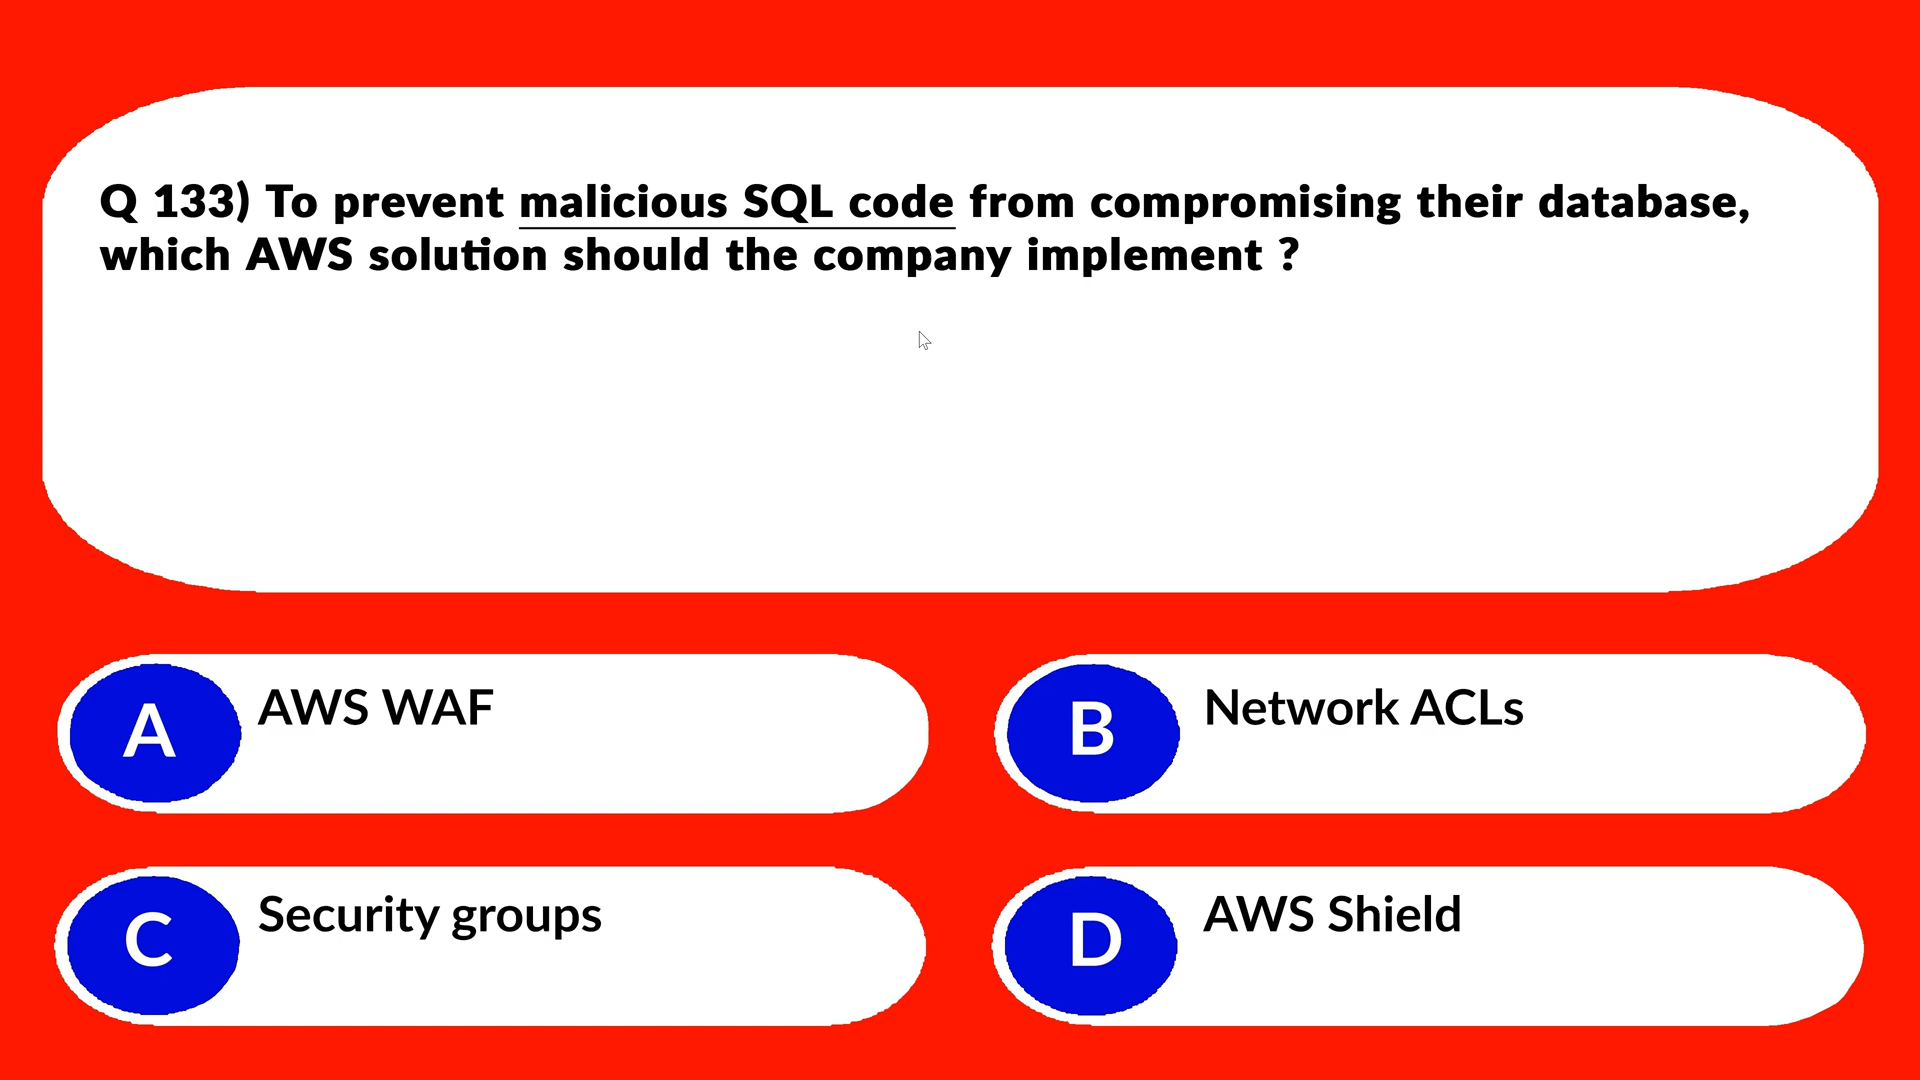 Q 133) To prevent malicious SQL code from compromising their database,
which AWS solution should the company implement ?
A AWS WAF
B Network ACLs
C Security groups
D AWS Shield